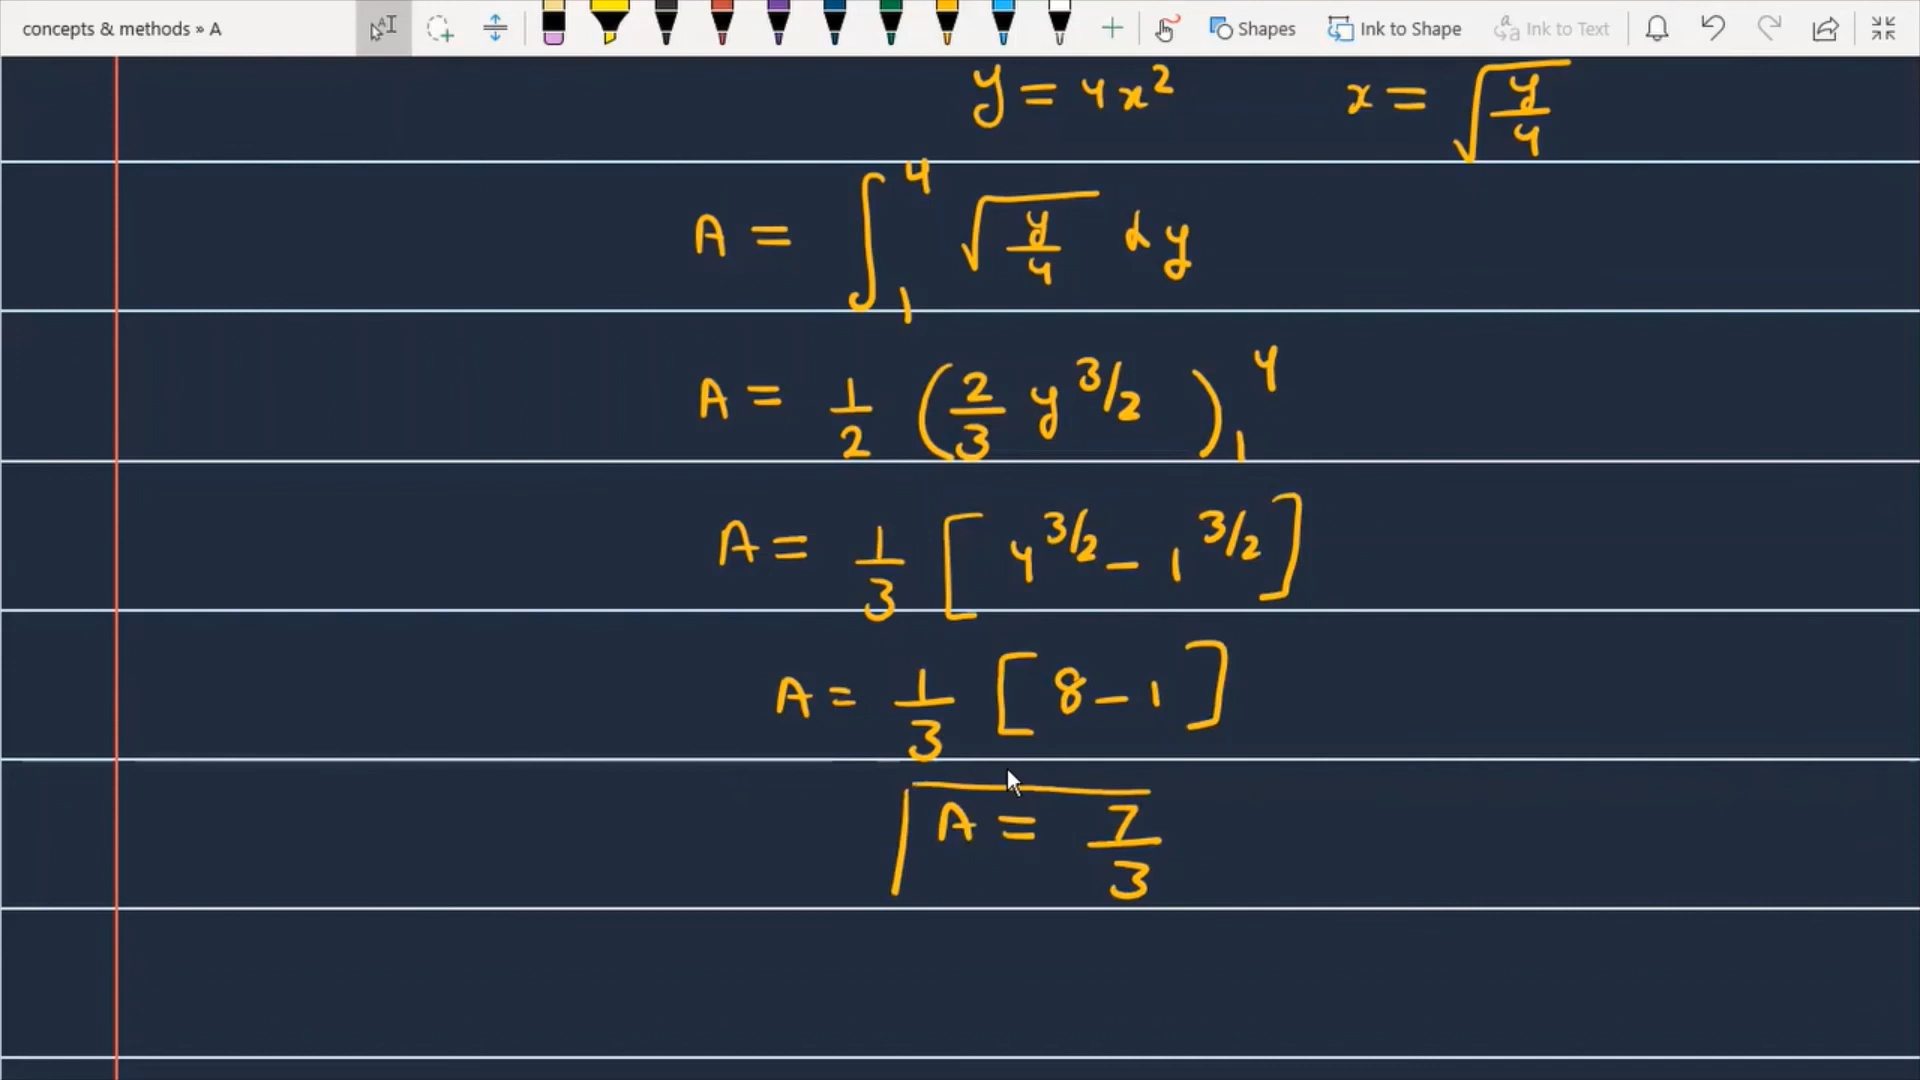 concepts & methods » A Shapes Ink to Shape Ink to Text
y = 4x² x = √(y/4)
A = ∫₁⁴ √(y/4) dy
A = 1/2 (2/3 y^3/2)₁⁴
A = 1/3 [4^3/2 - 1^3/2]
A = 1/3 [8 - 1]
A = 7/3